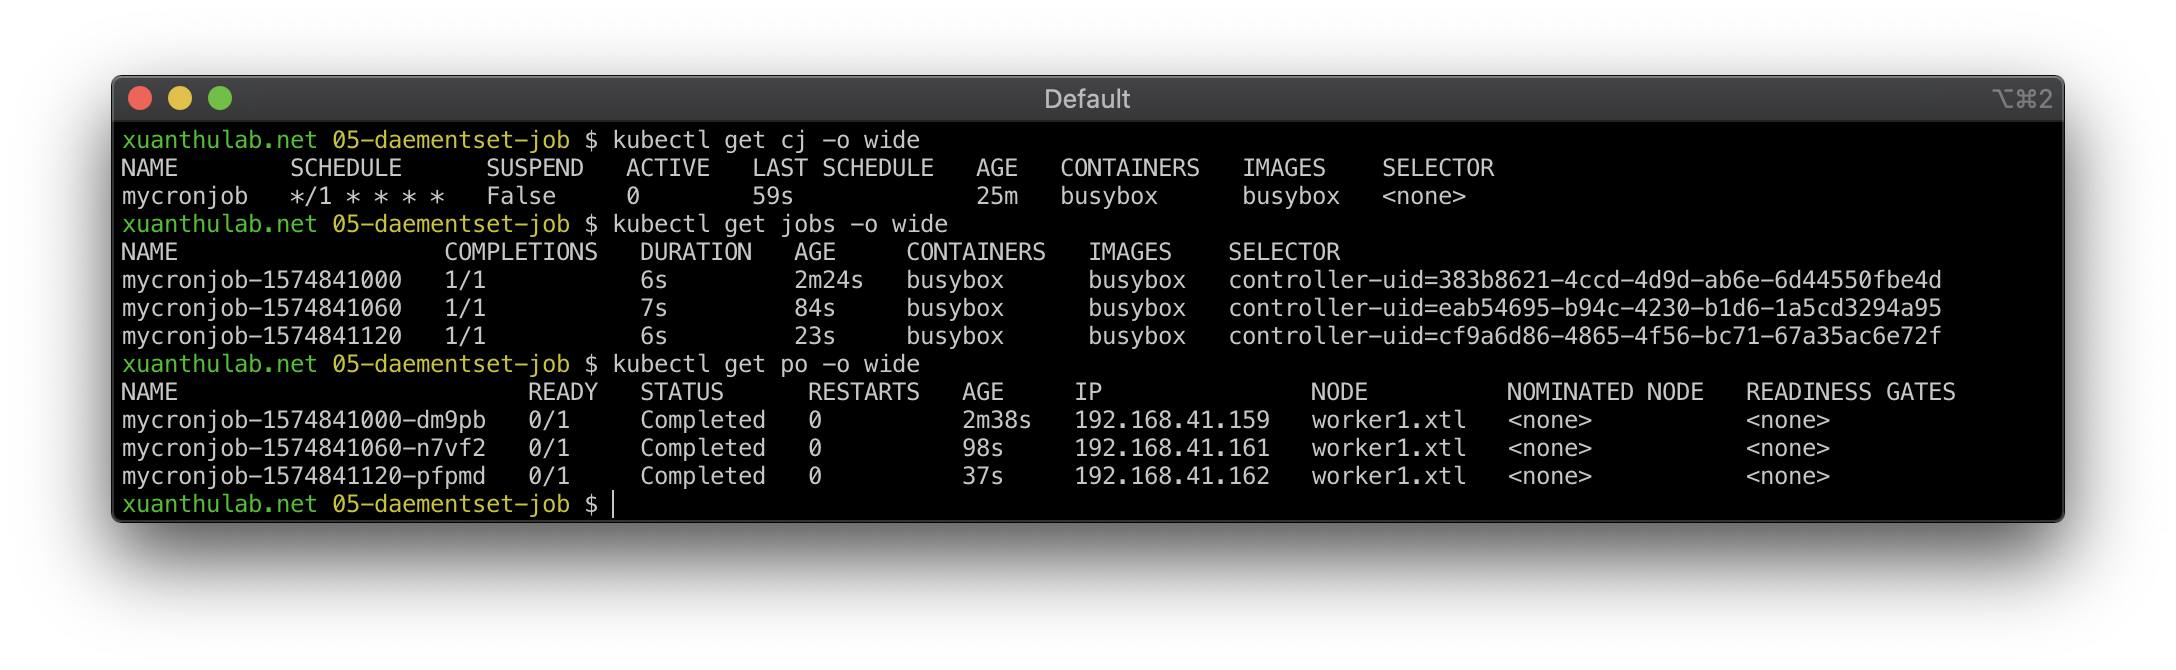 Default ⌥⌘2
xuanthulab.net 05-daementset-job $ kubectl get cj -o wide
NAME        SCHEDULE      SUSPEND   ACTIVE   LAST SCHEDULE   AGE   CONTAINERS   IMAGES    SELECTOR
mycronjob   */1 * * * *   False     0        59s             25m   busybox      busybox   <none>
xuanthulab.net 05-daementset-job $ kubectl get jobs -o wide
NAME                   COMPLETIONS   DURATION   AGE     CONTAINERS   IMAGES    SELECTOR
mycronjob-1574841000   1/1           6s         2m24s   busybox      busybox   controller-uid=383b8621-4ccd-4d9d-ab6e-6d44550fbe4d
mycronjob-1574841060   1/1           7s         84s     busybox      busybox   controller-uid=eab54695-b94c-4230-b1d6-1a5cd3294a95
mycronjob-1574841120   1/1           6s         23s     busybox      busybox   controller-uid=cf9a6d86-4865-4f56-bc71-67a35ac6e72f
xuanthulab.net 05-daementset-job $ kubectl get po -o wide
NAME                         READY   STATUS      RESTARTS   AGE     IP               NODE          NOMINATED NODE   READINESS GATES
mycronjob-1574841000-dm9pb   0/1     Completed   0          2m38s   192.168.41.159   worker1.xtl   <none>           <none>
mycronjob-1574841060-n7vf2   0/1     Completed   0          98s     192.168.41.161   worker1.xtl   <none>           <none>
mycronjob-1574841120-pfpmd   0/1     Completed   0          37s     192.168.41.162   worker1.xtl   <none>           <none>
xuanthulab.net 05-daementset-job $